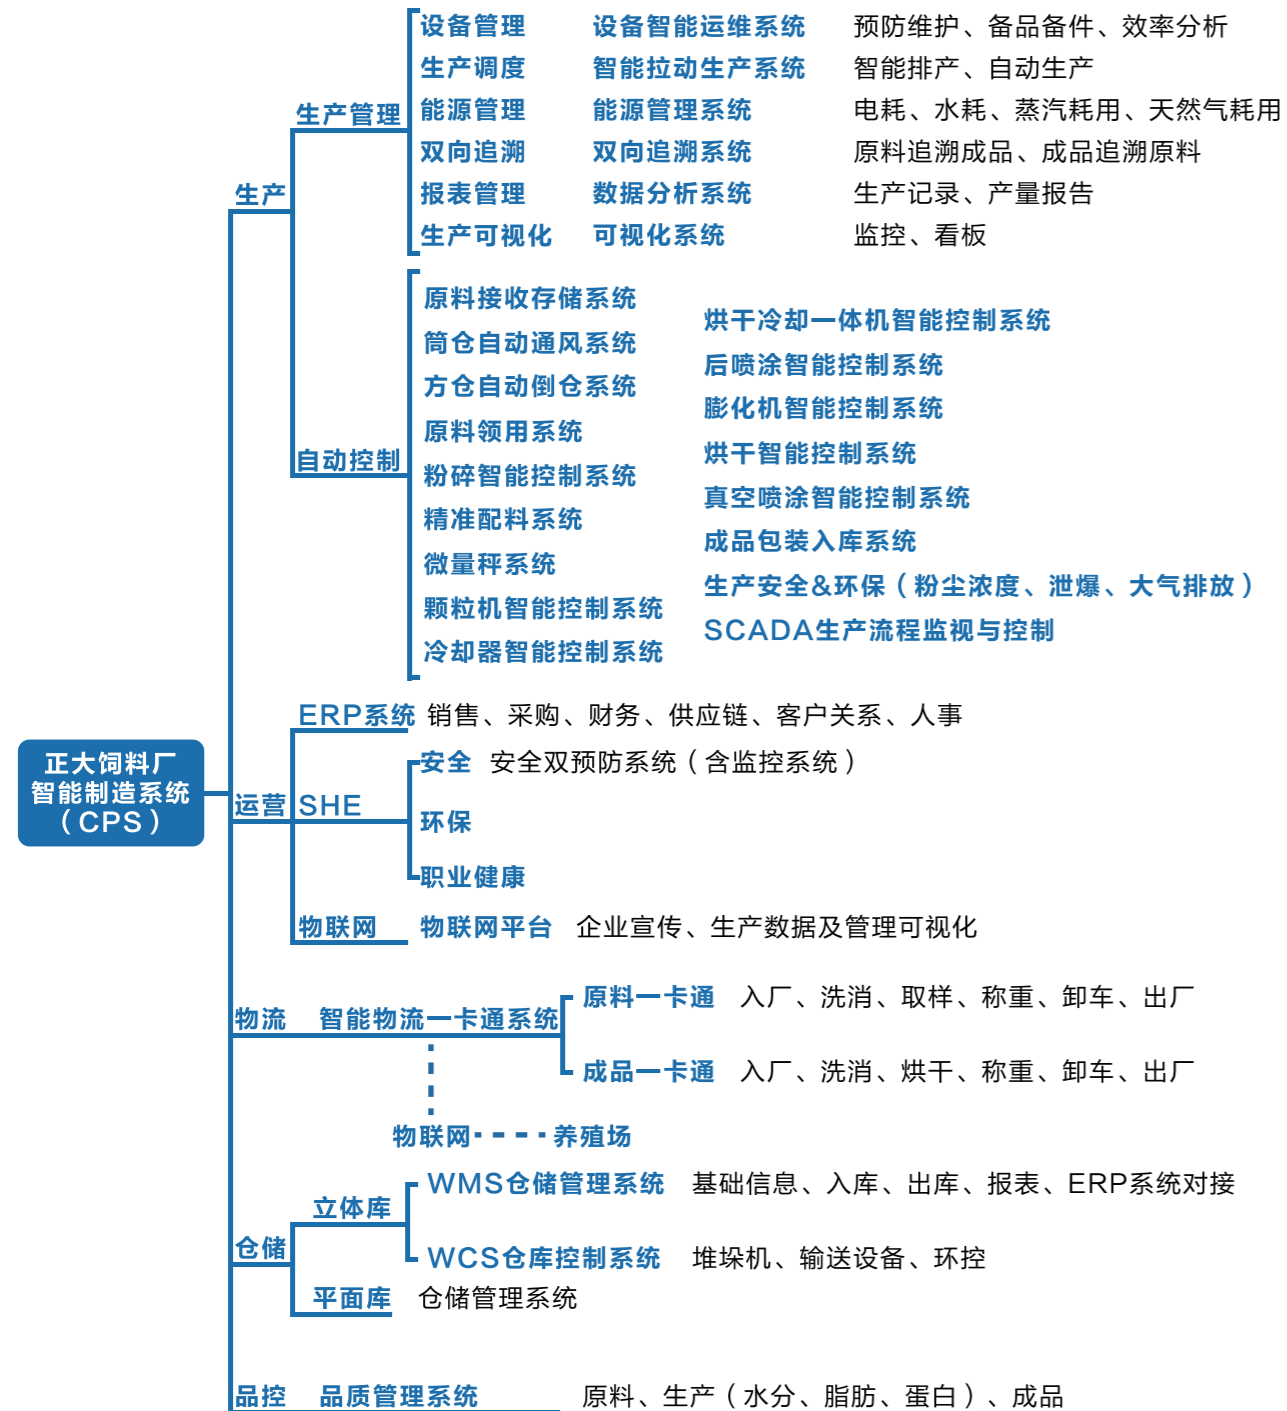 设备管理 设备智能运维系统 预防维护、备品备件、效率分析
生产调度 智能拉动生产系统 智能排产、自动生产
生产管理
能源管理 能源管理系统 电耗、水耗、蒸汽耗用、天然气耗用
双向追溯 双向追溯系统 原料追溯成品、成品追溯原料
生产
报表管理 数据分析系统 生产记录、产量报告
生产可视化 可视化系统 监控、看板
自动控制
原料接收存储系统
筒仓自动通风系统
方仓自动倒仓系统
原料领用系统
粉碎智能控制系统
精准配料系统
微量秤系统
颗粒机智能控制系统
冷却器智能控制系统
烘干冷却一体机智能控制系统
后喷涂智能控制系统
膨化机智能控制系统
烘干智能控制系统
真空喷涂智能控制系统
成品包装入库系统
生产安全&环保（粉尘浓度、泄爆、大气排放）
SCADA生产流程监视与控制
ERP系统 销售、采购、财务、供应链、客户关系、人事
正大饲料厂
智能制造系统
（CPS）
安全 安全双预防系统（含监控系统）
运营 SHE
环保
职业健康
物联网 物联网平台 企业宣传、生产数据及管理可视化
原料一卡通 入厂、洗消、取样、称重、卸车、出厂
物流 智能物流一卡通系统
成品一卡通 入厂、洗消、烘干、称重、卸车、出厂
物联网 养殖场
WMS仓储管理系统 基础信息、入库、出库、报表、ERP系统对接
立体库
仓储
WCS仓库控制系统 堆垛机、输送设备、环控
平面库 仓储管理系统
品控 品质管理系统 原料、生产（水分、脂肪、蛋白）、成品